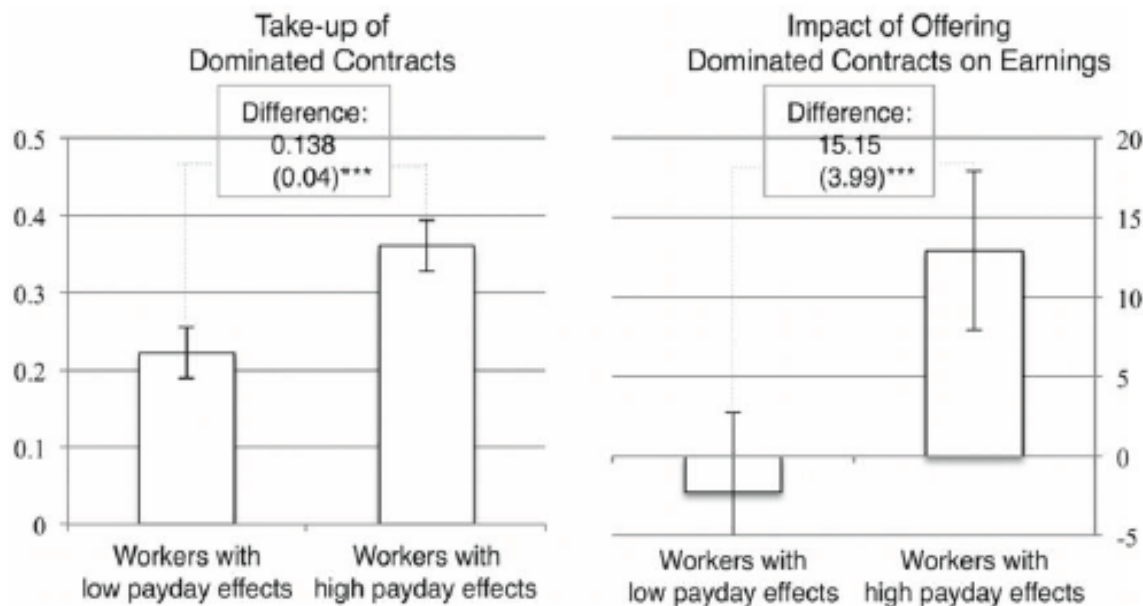 Take-up of
Dominated Contracts
Difference:
0.138
(0.04)***
0.5
0.4
0.3
0.2
0.1
0
Workers with
low payday effects
Workers with
high payday effects
Impact of Offering
Dominated Contracts on Earnings
Difference:
15.15
(3.99)***
20
15
10
5
0
-5
Workers with
low payday effects
Workers with
high payday effects